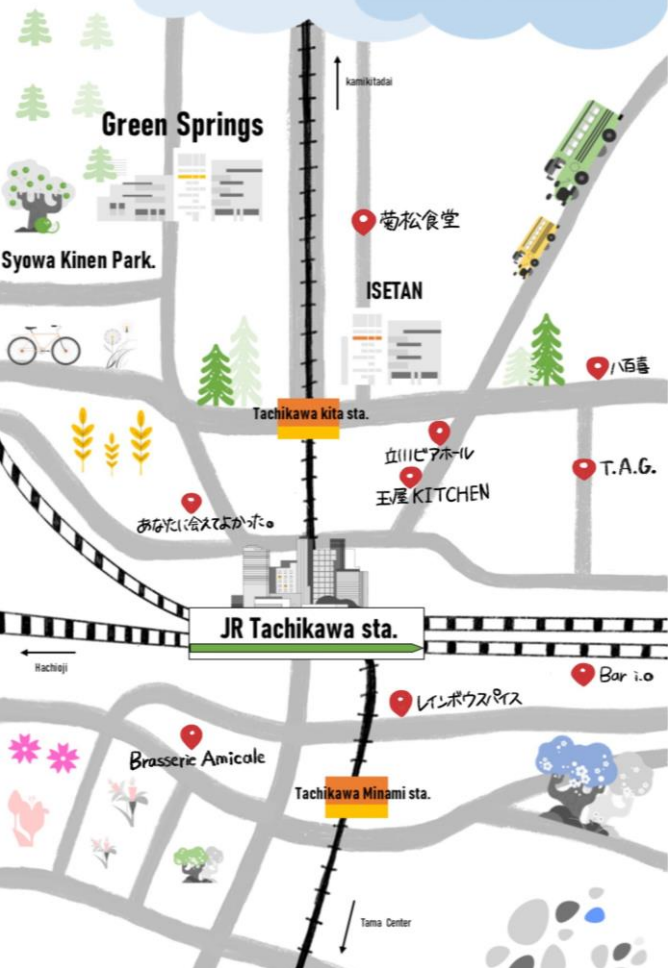 kamikitadai
Green Springs
菊松食堂
Syowa Kinen Park.
ISETAN
八百喜
Tachikawa kita sta.
立川ビアホール
T.A.G.
玉屋KITCHEN
あなたに会えてよかった。
JR Tachikawa sta.
Hachioji
Bar i.o
レインボウスパイス
Brasserie Amicale
Tachikawa Minami sta.
Tama Center